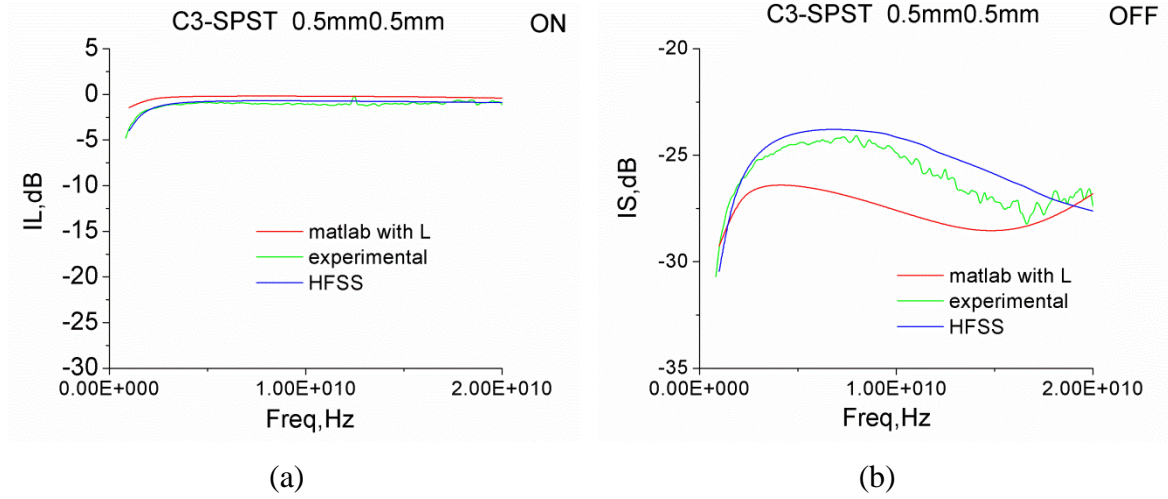 C3-SPST 0.5mm0.5mm ON
5
0
-5
-10
-15
-20
-25
-30
IL,dB
matlab with L
experimental
HFSS
0.00E+000 1.00E+010 2.00E+010
Freq,Hz
(a)
C3-SPST 0.5mm0.5mm OFF
-20
-25
-30
-35
IS,dB
matlab with L
experimental
HFSS
0.00E+000 1.00E+010 2.00E+010
Freq,Hz
(b)